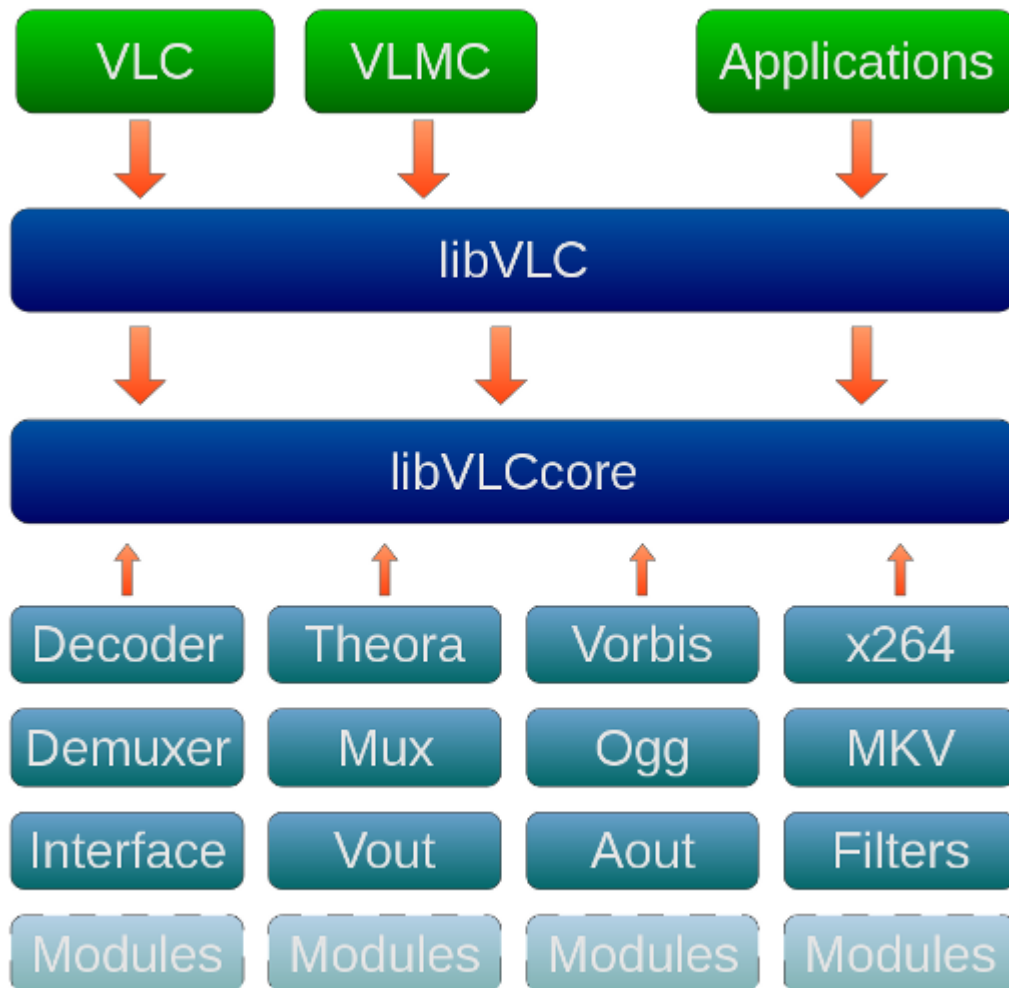 VLC VLMC Applications
libVLC
libVLCcore
Decoder Theora Vorbis x264
Demuxer Mux Ogg MKV
Interface Vout Aout Filters
Modules Modules Modules Modules